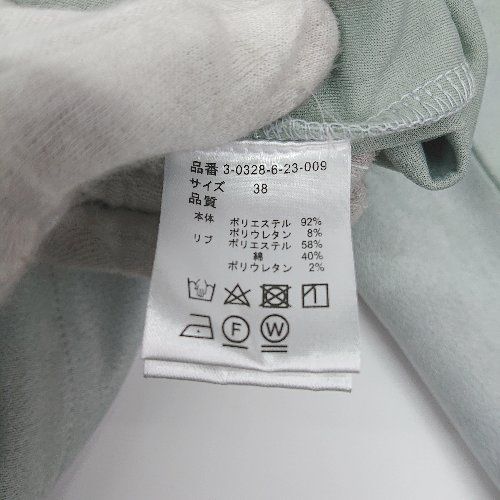 品番 3-0328-6-23-009
サイズ 38
品質
本体 ポリエステル 92%
ポリウレタン 8%
リブ ポリエステル 58%
綿 40%
ポリウレタン 2%
F W